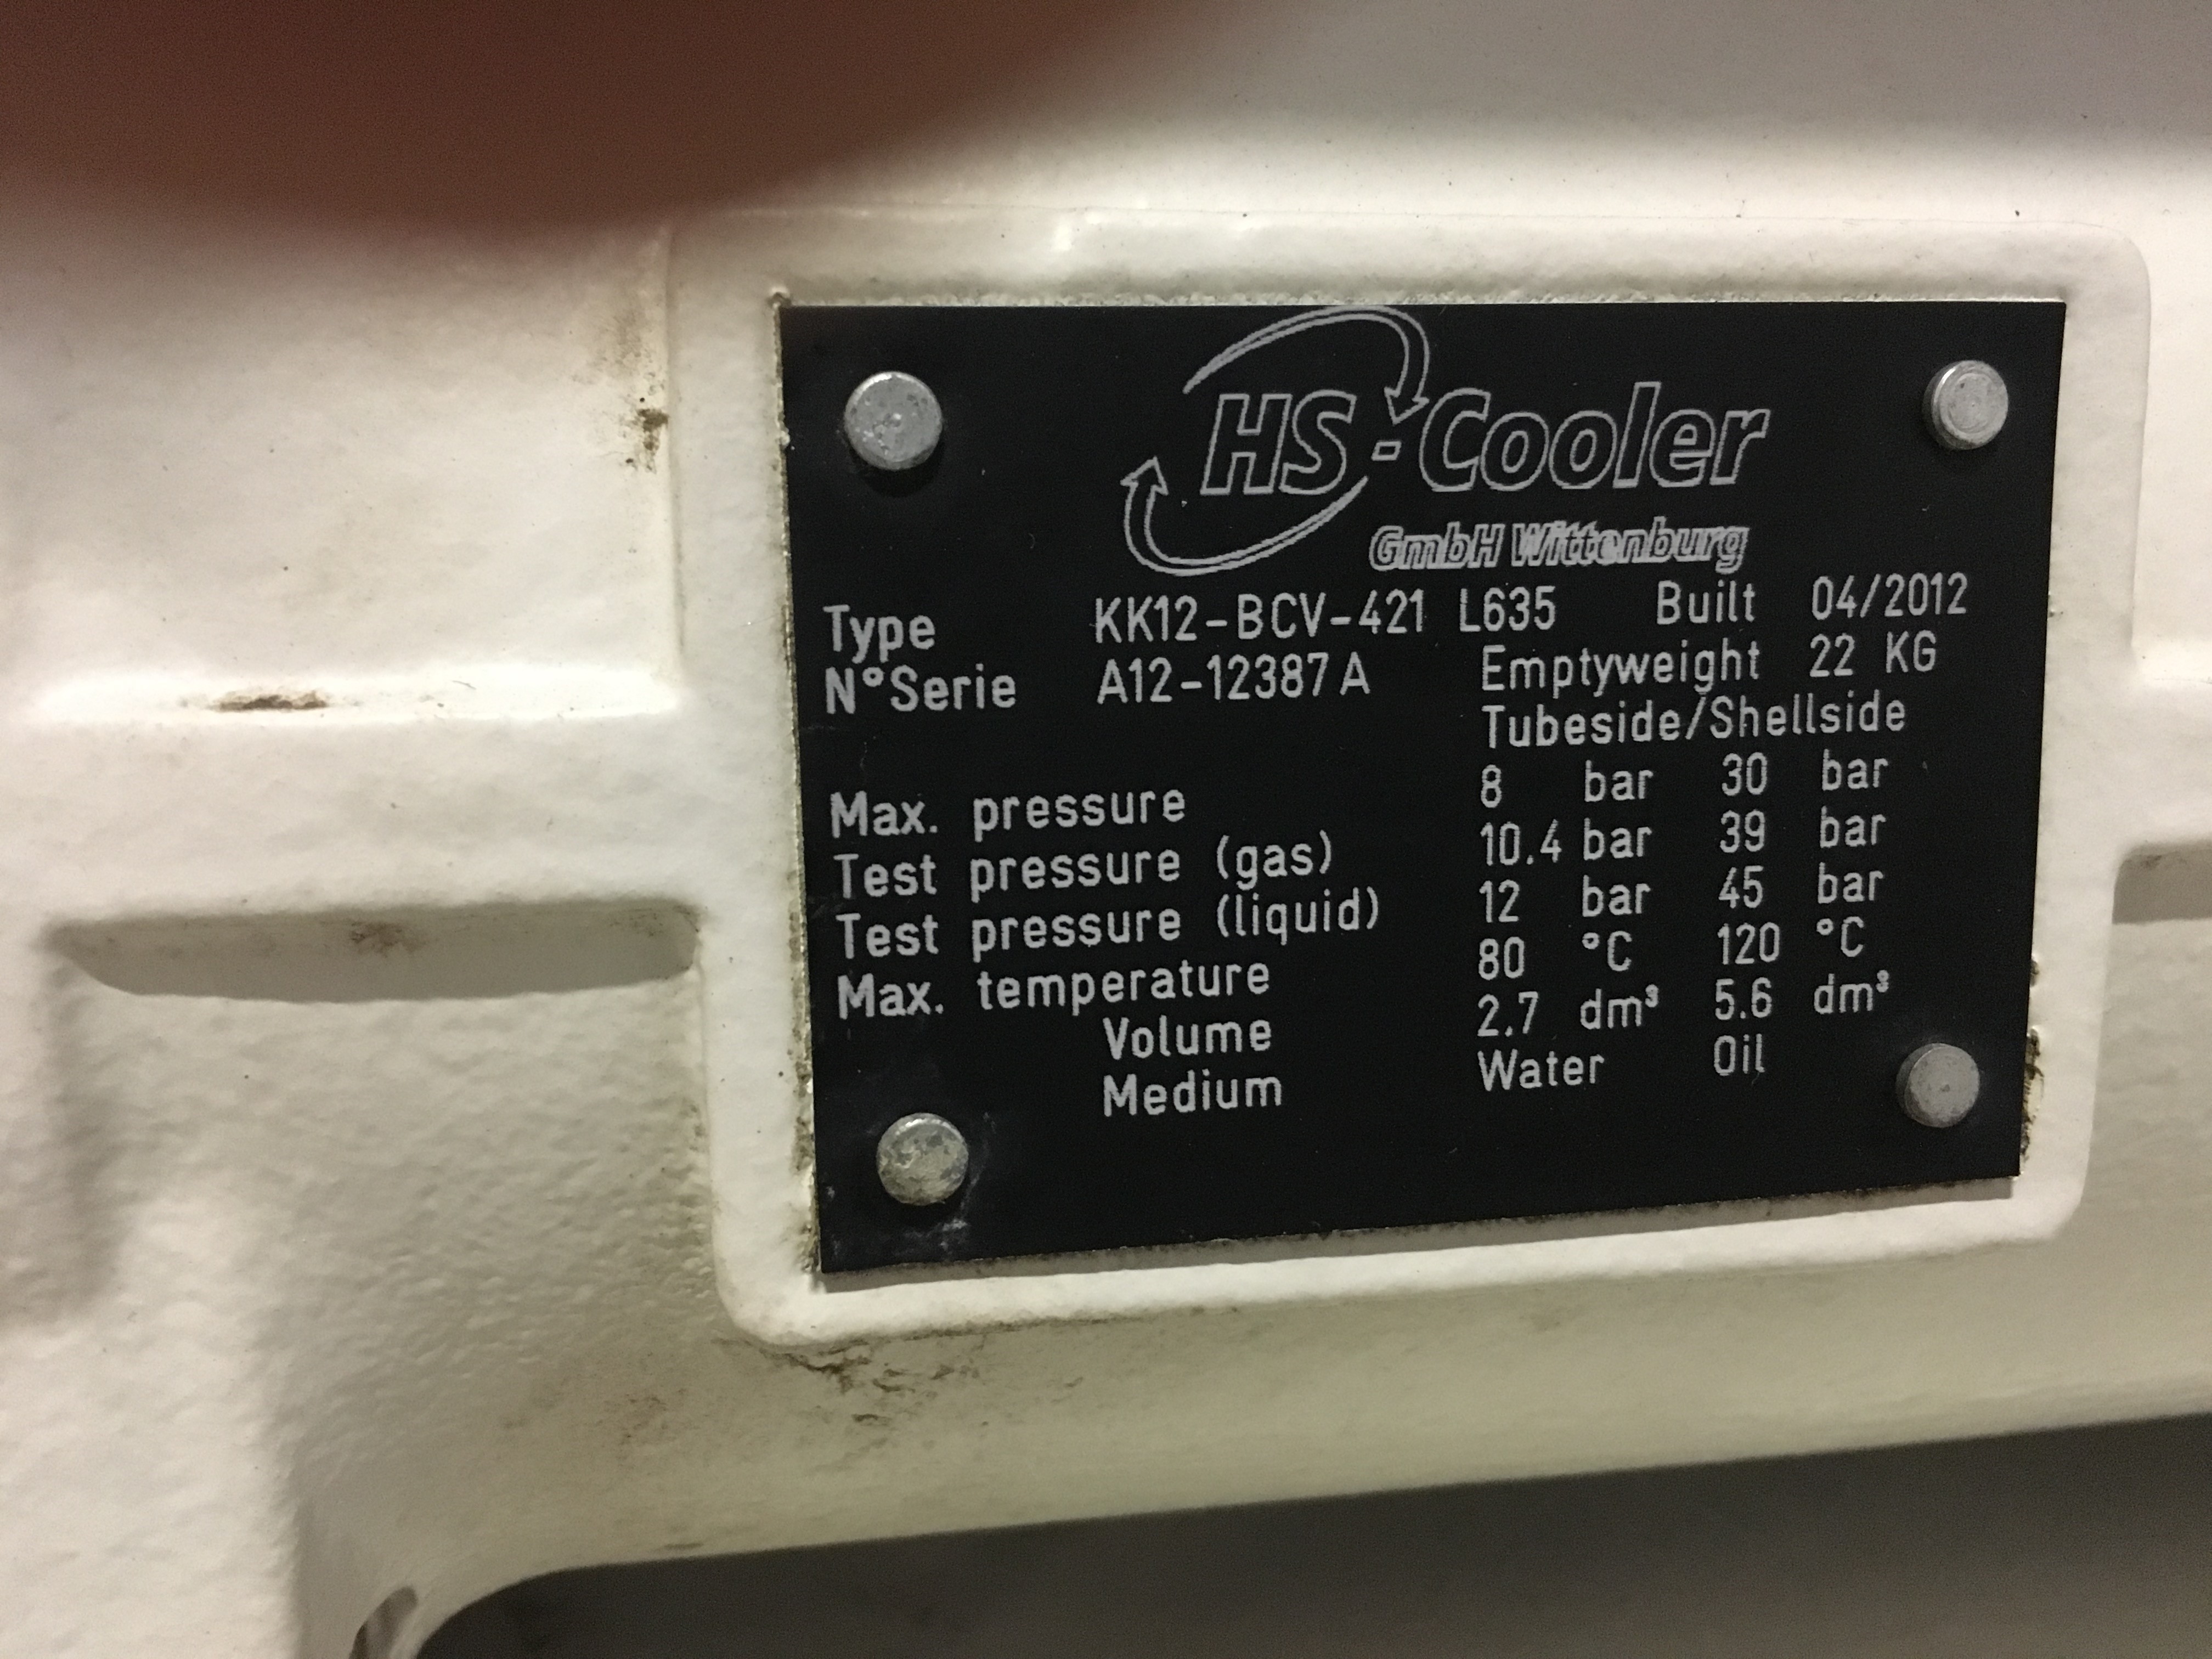 HS-Cooler
GmbH Wittenburg
Type KK12-BCV-421 L635 Built 04/2012
N°Serie A12-12387A Emptyweight 22 KG
Tubeside/Shellside
Max. pressure 8 bar 30 bar
Test pressure (gas) 10.4 bar 39 bar
Test pressure (liquid) 12 bar 45 bar
Max. temperature 80 °C 120 °C
Volume 2.7 dm³ 5.6 dm³
Medium Water Oil